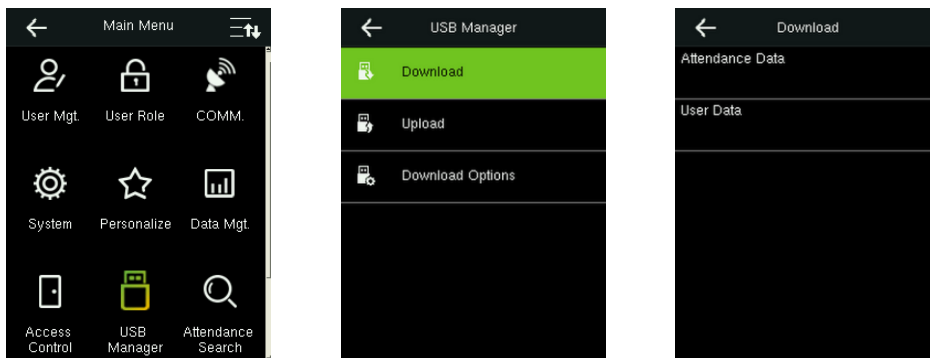 Main Menu
User Mgt.
User Role
COMM.
System
Personalize
Data Mgt.
Access
Control
USB
Manager
Attendance
Search
USB Manager
Download
Upload
Download Options
Download
Attendance Data
User Data